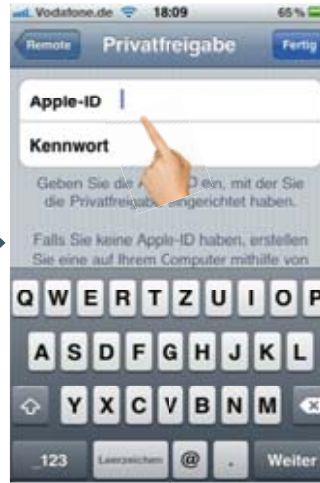 Vodafone.de 18:09 65 %
Remote Privatfreigabe Fertig
Apple-ID
Kennwort
Geben Sie die ein, mit der Sie
die Privatfreigabe eingerichtet haben.
Falls Sie keine Apple-ID haben, erstellen
Sie eine auf Ihrem Computer mithilfe von
Q W E R T Z U I O P
A S D F G H J K L
Y X C V B N M
.123 Leerzeichen @ . Weiter